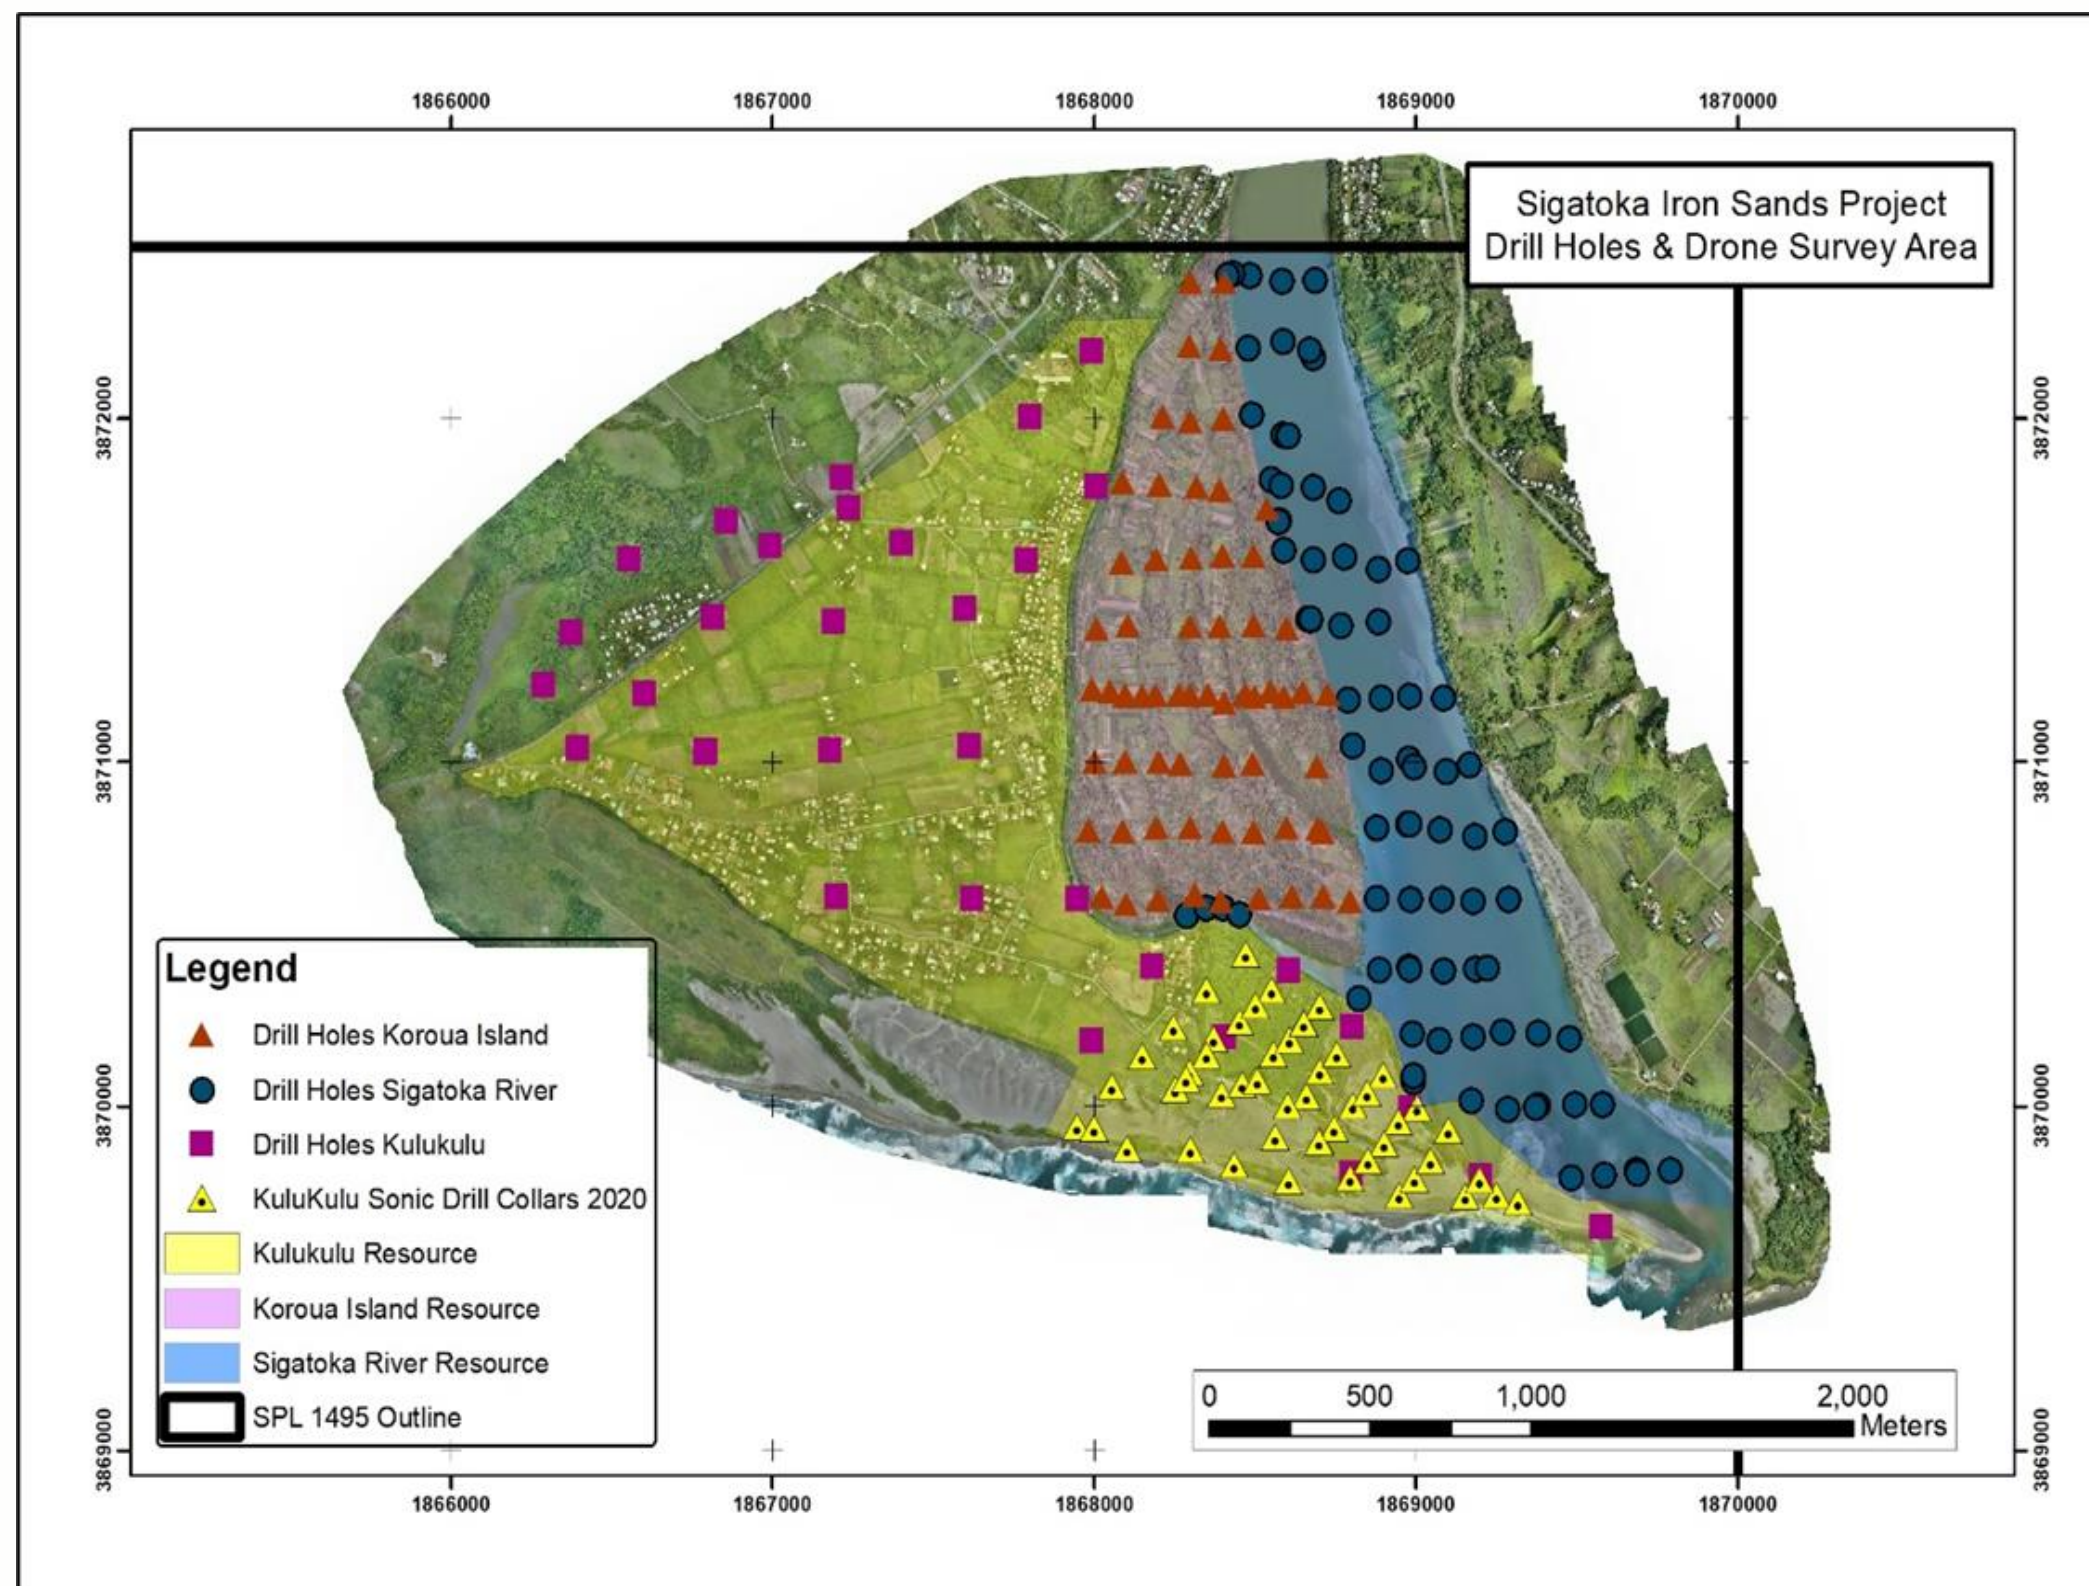 1866000 1867000 1868000 1869000 1870000
Sigatoka Iron Sands Project
Drill Holes & Drone Survey Area
3872000 3872000
3871000 3871000
3870000 3870000
3869000 3869000
Legend
Drill Holes Koroua Island
Drill Holes Sigatoka River
Drill Holes Kulukulu
KuluKulu Sonic Drill Collars 2020
Kulukulu Resource
Koroua Island Resource
Sigatoka River Resource
SPL 1495 Outline
0 500 1,000 2,000
Meters
1866000 1867000 1868000 1869000 1870000